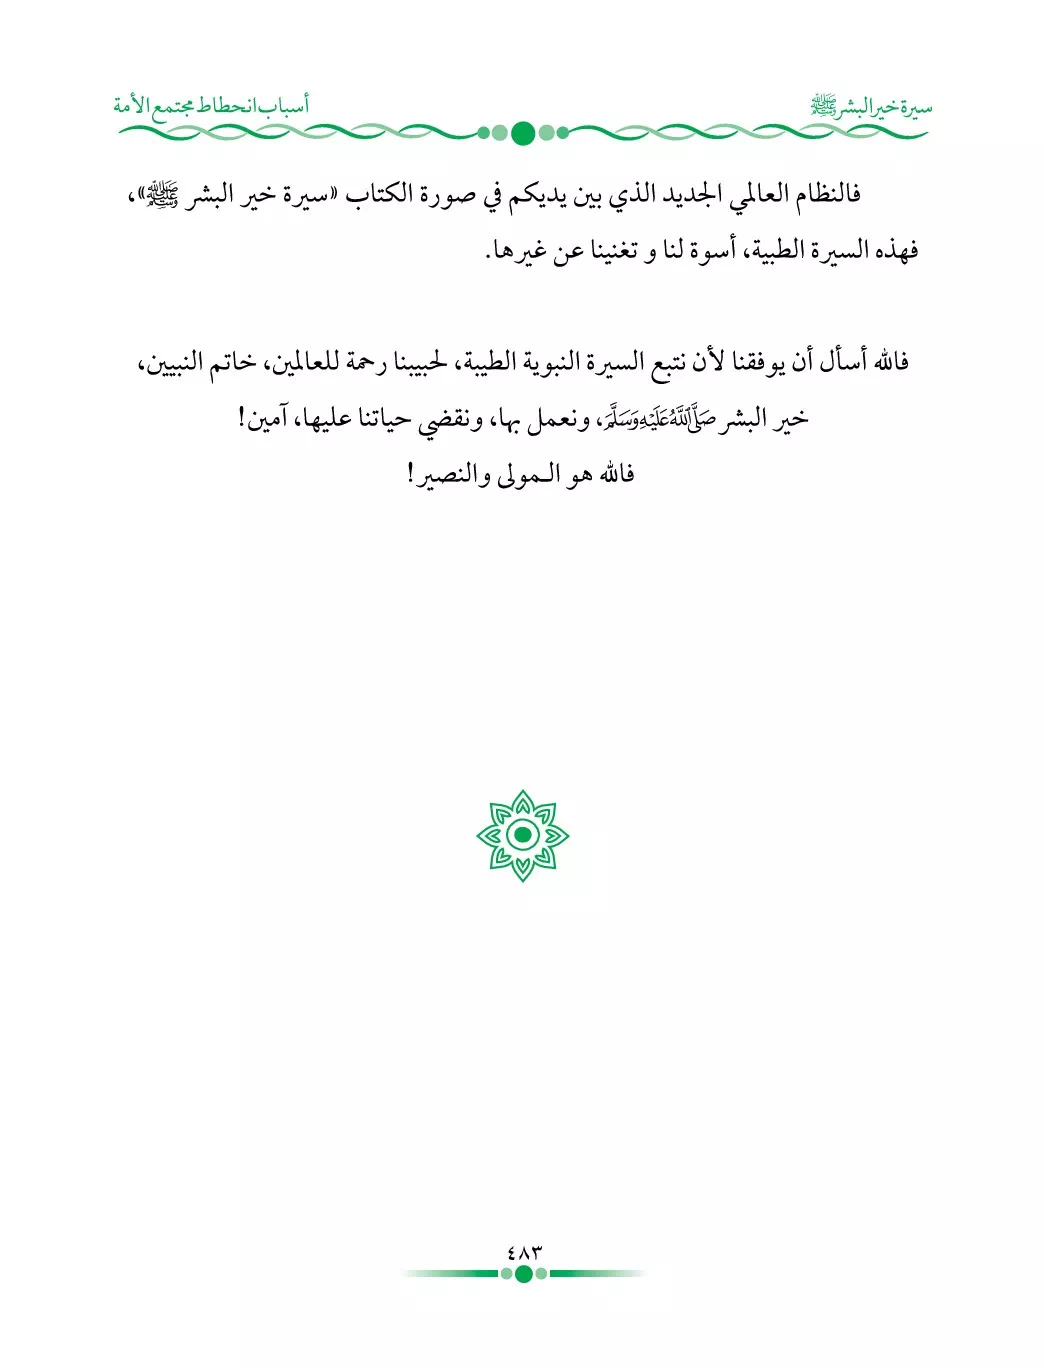 سيرة خير البشر ﷺ
أسباب انحطاط مجتمع الأمة
فالنظام العالمي الجديد الذي بين يديكم في صورة الكتاب «سيرة خير البشر ﷺ»،
فهذه السيرة الطبية، أسوة لنا و تغنينا عن غيرها.
فالله أسأل أن يوفقنا لأن نتبع السيرة النبوية الطيبة، لحبيبنا رحمة للعالمين، خاتم النبيين،
خير البشر صَلَّى اللَّهُ عَلَيْهِ وَسَلَّمَ، ونعمل بها، ونقضي حياتنا عليها، آمين!
فالله هو الـمولى والنصير!
٤٨٣